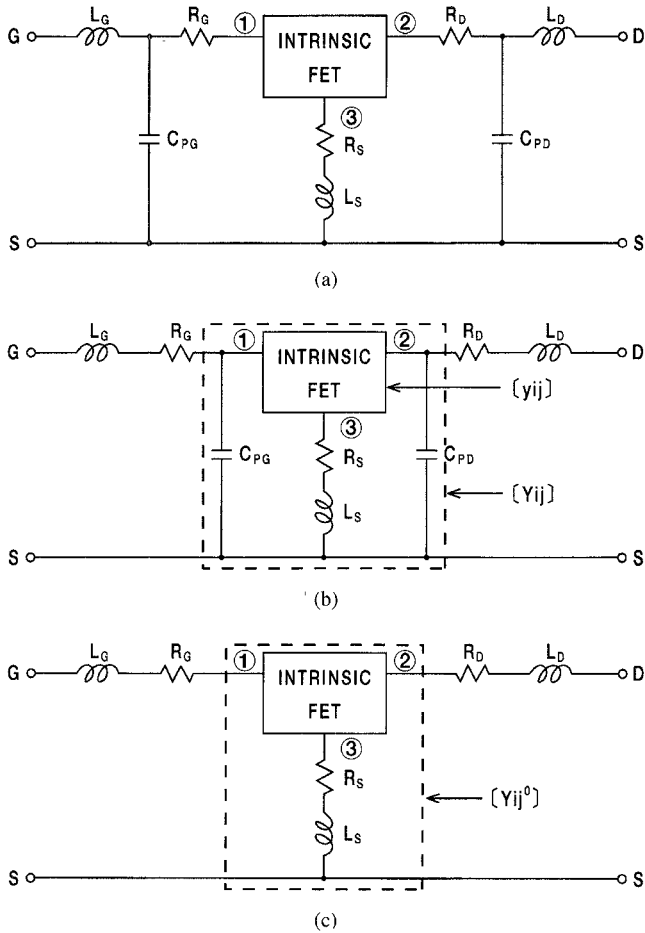 L_G R_G ① ② R_D L_D
G INTRINSIC FET D
③
C_PG R_S C_PD
L_S
S S
(a)
L_G R_G ① ② R_D L_D
G INTRINSIC FET D
[yij]
③
C_PG R_S C_PD
L_S [Yij]
S S
(b)
L_G R_G ① ② R_D L_D
G INTRINSIC FET D
③
R_S
[Yij⁰]
L_S
S S
(c)